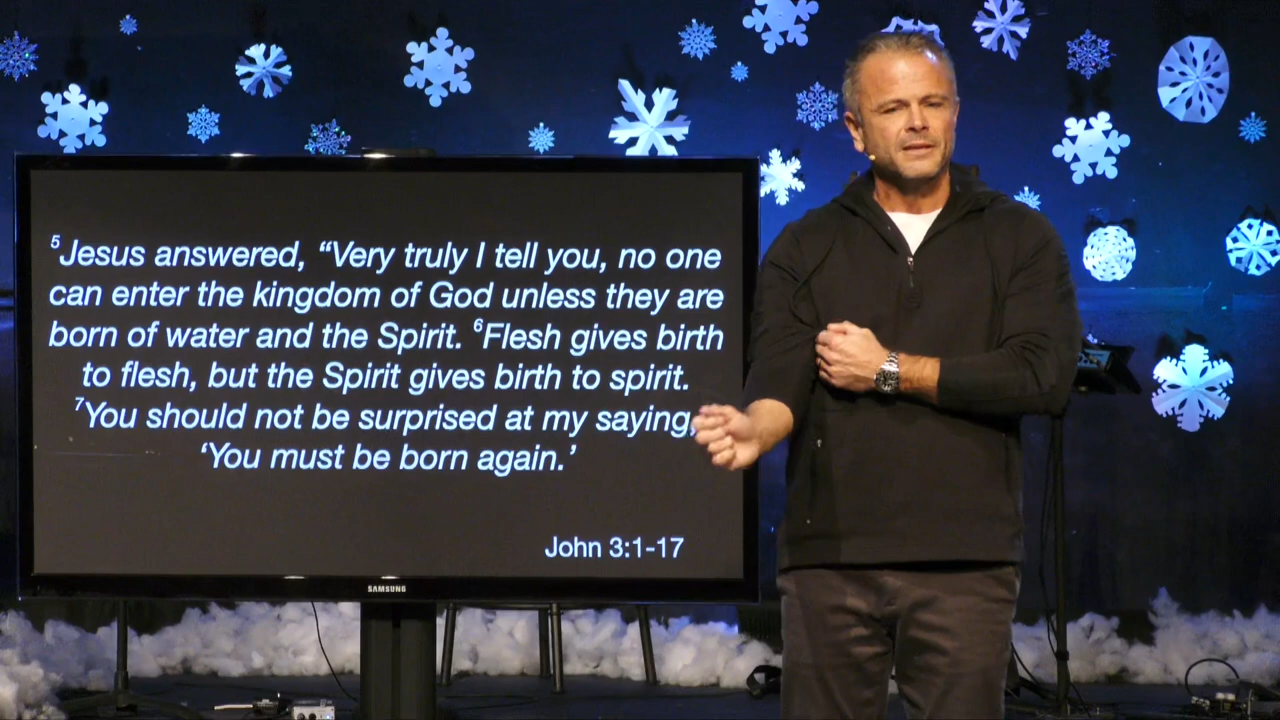 ⁵Jesus answered, “Very truly I tell you, no one
can enter the kingdom of God unless they are
born of water and the Spirit. ⁶Flesh gives birth
to flesh, but the Spirit gives birth to spirit.
⁷You should not be surprised at my saying,
‘You must be born again.’
John 3:1-17
SAMSUNG